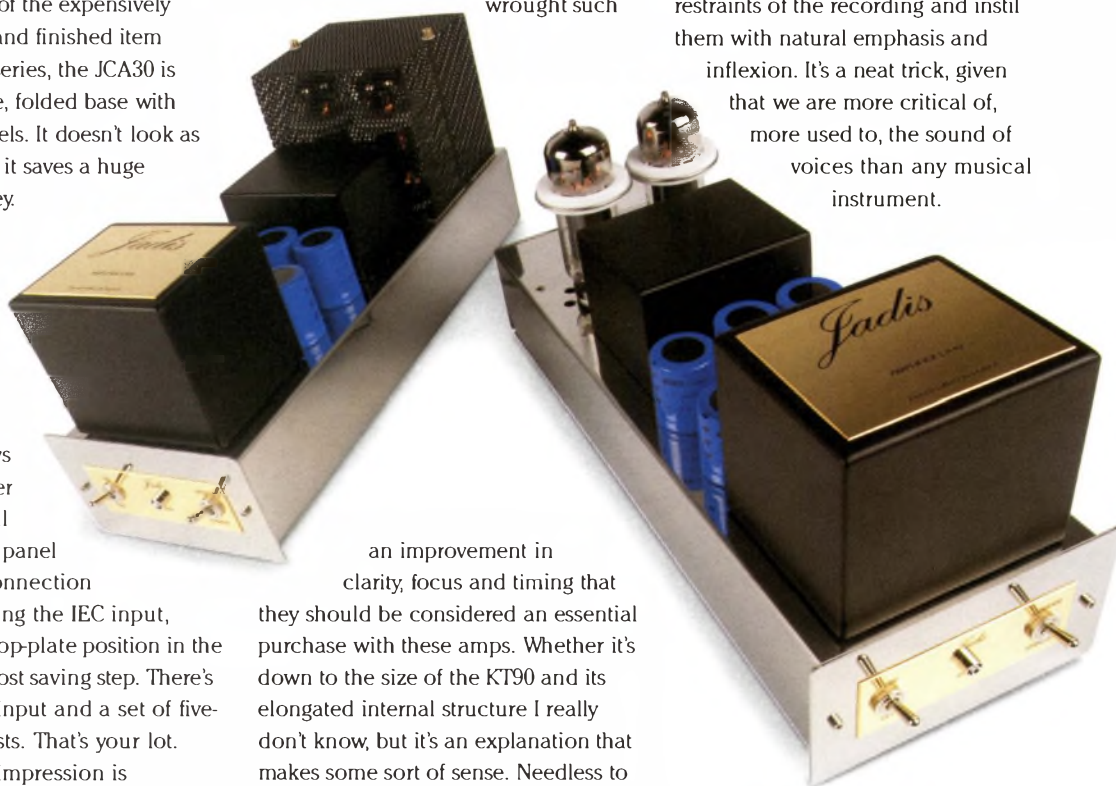 of the expensively
and finished item
eries, the JCA30 is
e, folded base with
els. It doesn't look as
it saves a huge
ey.
ws
er
l
panel
onnection
ing the IEC input,
op-plate position in the
ost saving step. There's
input and a set of five-
sts. That's your lot.
impression is
wrought such
an improvement in
clarity, focus and timing that
they should be considered an essential
purchase with these amps. Whether it's
down to the size of the KT90 and its
elongated internal structure I really
don't know, but it's an explanation that
makes some sort of sense. Needless to
restraints of the recording and instil
them with natural emphasis and
inflexion. It's a neat trick, given
that we are more critical of,
more used to, the sound of
voices than any musical
instrument.
Jadis
Jadis